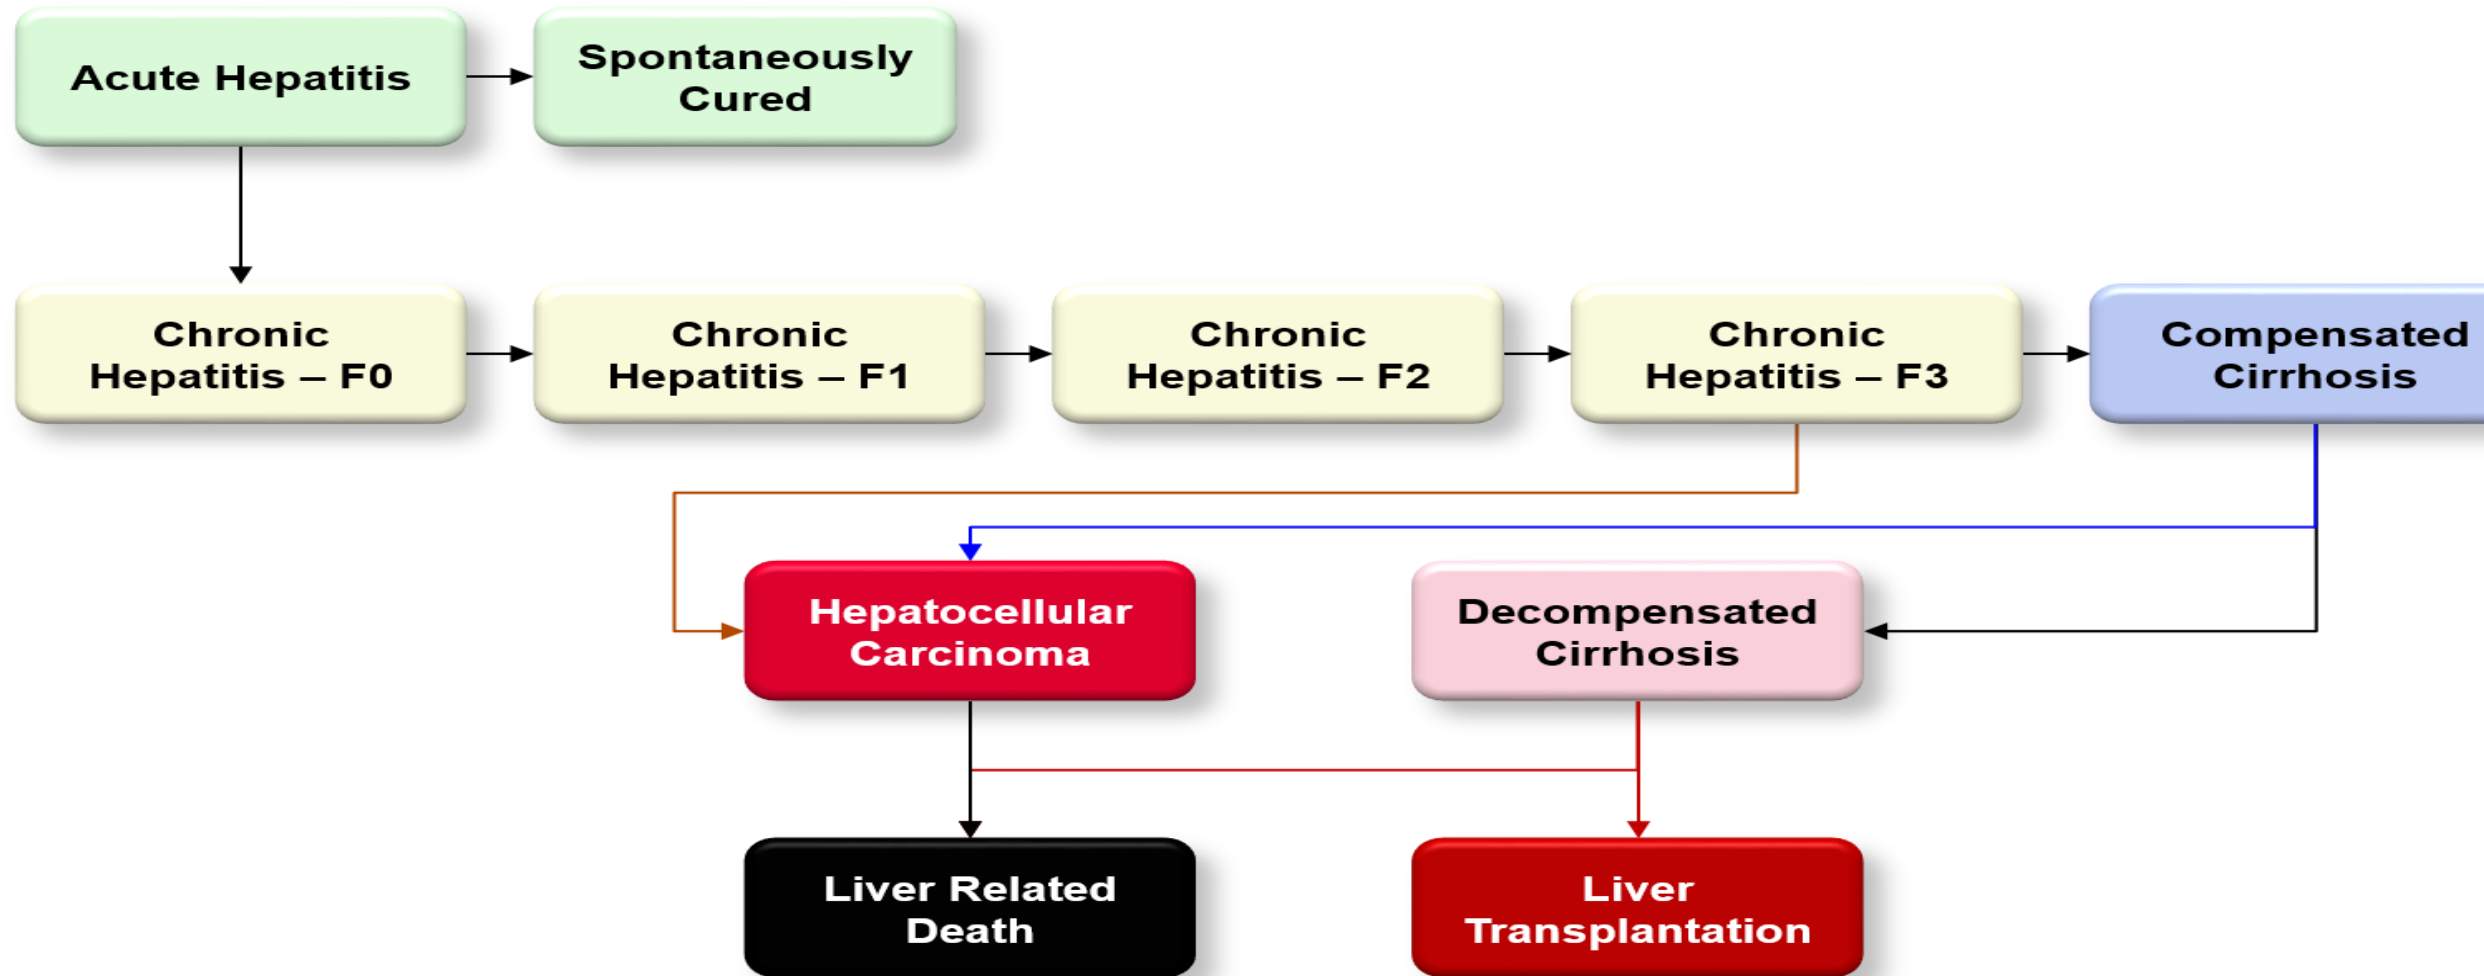 Acute Hepatitis
Spontaneously
Cured
Chronic
Hepatitis – F0
Chronic
Hepatitis – F1
Chronic
Hepatitis – F2
Chronic
Hepatitis – F3
Compensated
Cirrhosis
Hepatocellular
Carcinoma
Decompensated
Cirrhosis
Liver Related
Death
Liver
Transplantation